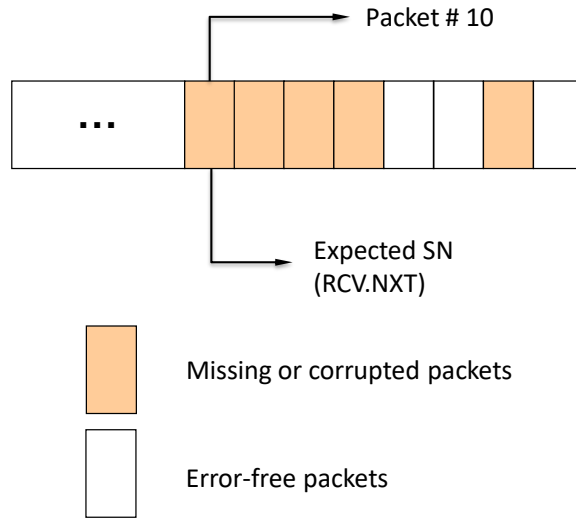 Packet # 10
...
Expected SN
(RCV.NXT)
Missing or corrupted packets
Error-free packets